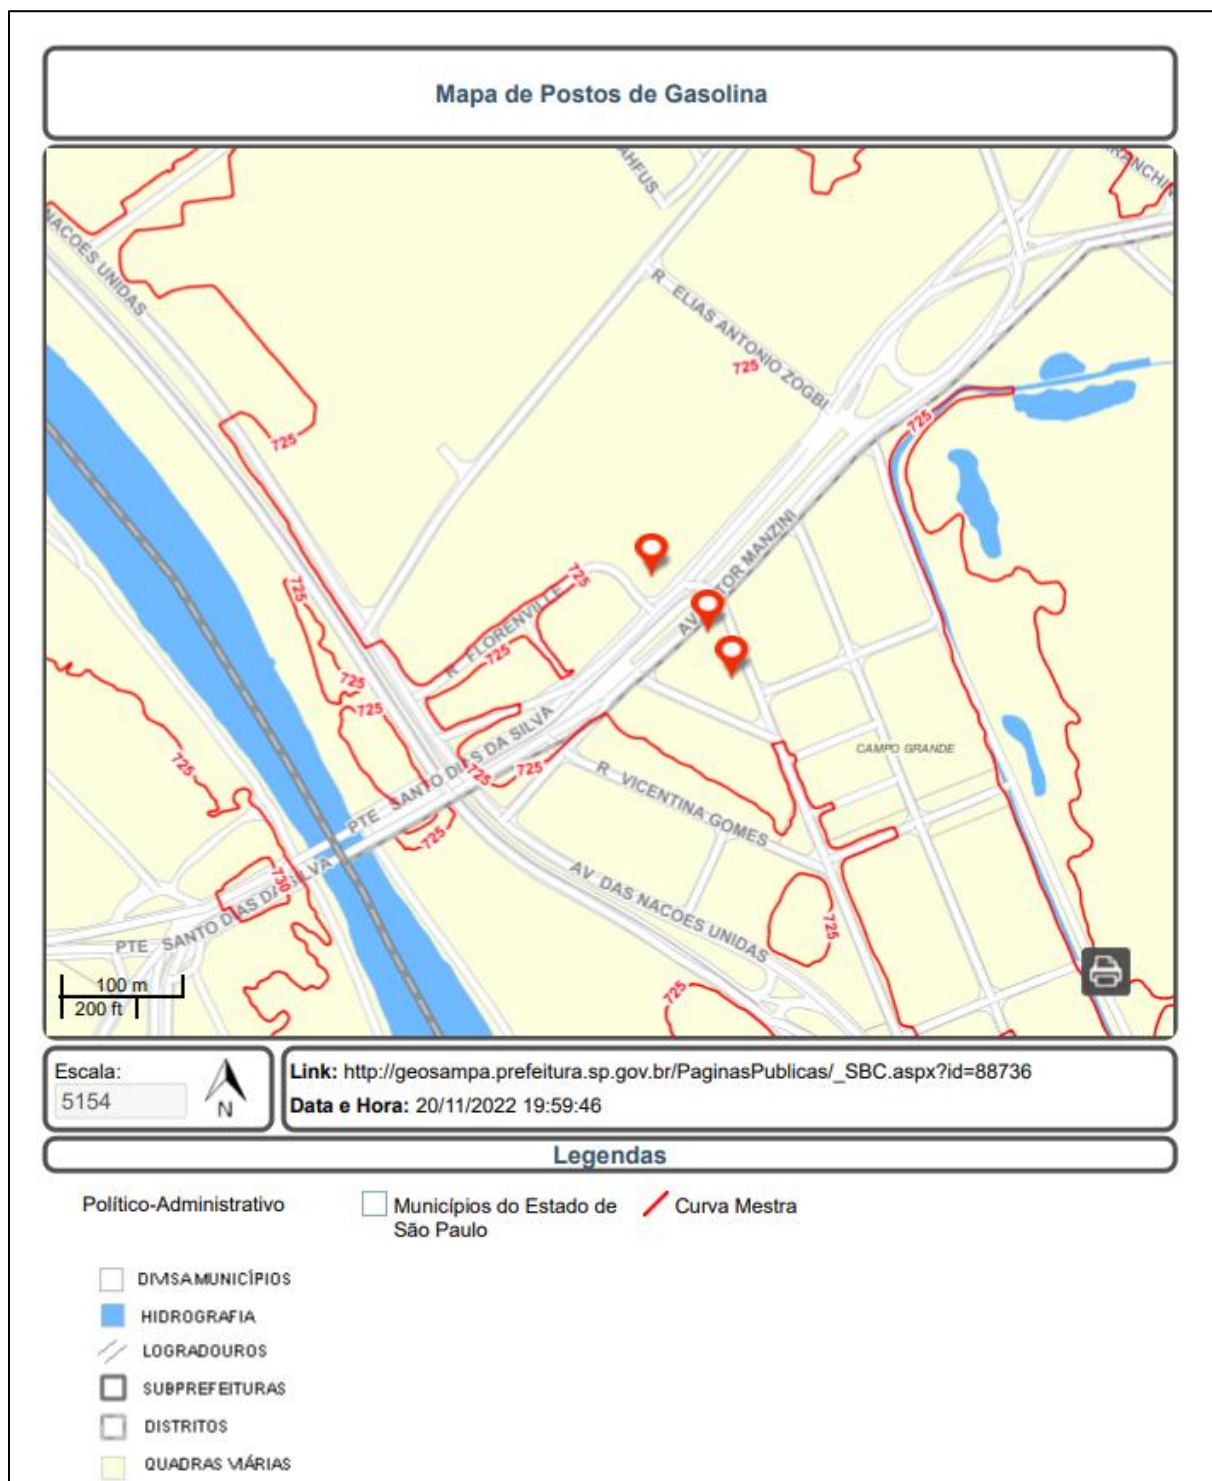 Mapa de Postos de Gasolina
AHFUS
RANCHIN
NACOES UNIDAS
R ELIAS ANTONIO ZOGBI
725
725
725
AV TOR MANZINI
725
725
R FLORENVILLE
725
725
725
725
PTE SANTO DIAS DA SILVA
725
725
R VICENTINA GOMES
CAMPO GRANDE
725
730
AV DAS NACOES UNIDAS
PTE SANTO DIAS DA SILVA
725
725
100 m
200 ft
Escala:
5154
N
Link: http://geosampa.prefeitura.sp.gov.br/PaginasPublicas/_SBC.aspx?id=88736
Data e Hora: 20/11/2022 19:59:46
Legendas
Político-Administrativo
Municípios do Estado de
São Paulo
Curva Mestra
DIVISA MUNICÍPIOS
HIDROGRAFIA
LOGRADOUROS
SUBPREFEITURAS
DISTRITOS
QUADRAS VIÁRIAS